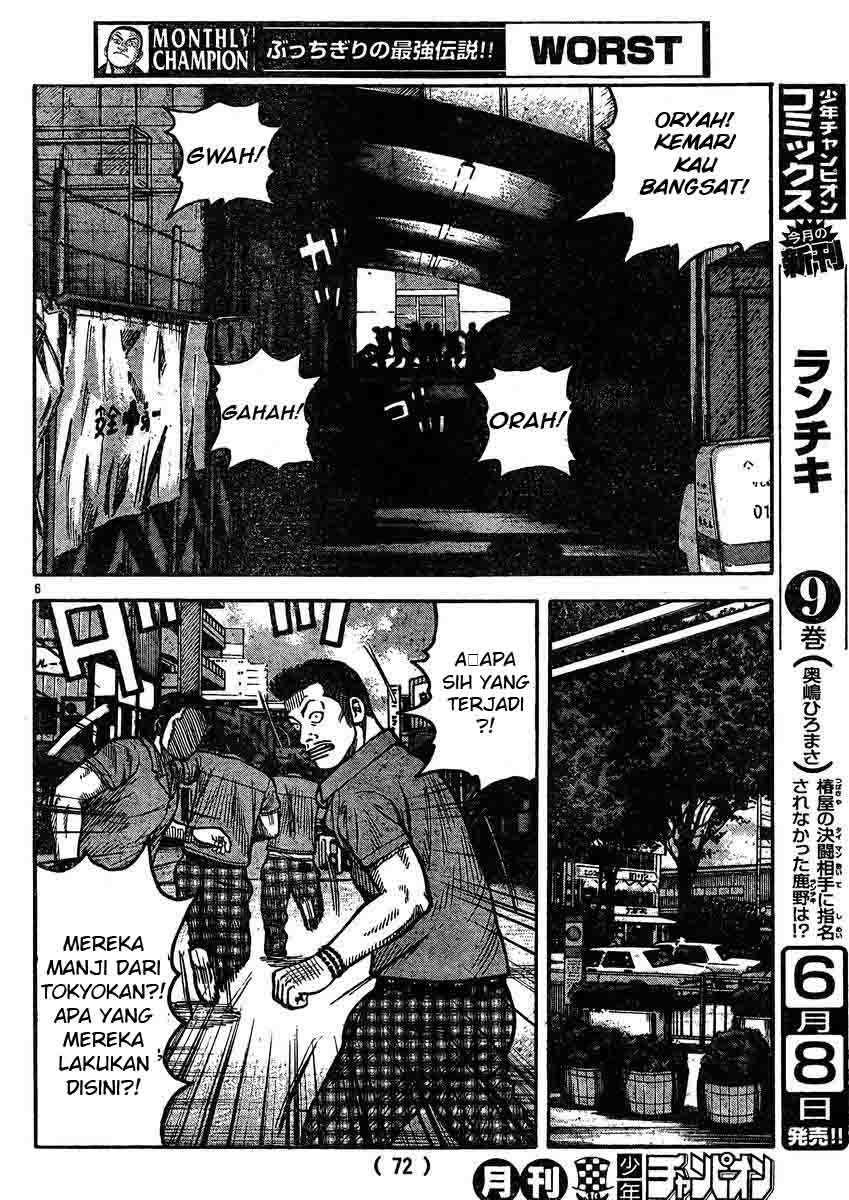 MONTHLY
CHAMPION
ぶっちぎりの最強伝説!!
WORST
ORYAH!
KEMARI
KAU
BANGSAT!
GWAH!
ガッ
GAHAH!
ORAH!
01
6
A□APA
SIH YANG
TERJADI
?!
MEREKA
MANJI DARI
TOKYOKAN?!
APA YANG
MEREKA
LAKUKAN
DISINI?!
少年チャンピオン
コミックス
今月の
新刊
ランチキ
9
巻
(奥嶋ひろまさ)
椿屋の決闘相手に指名
されなかった鹿野は!?
6
月
8
日
発売!!
( 72 )
月刊
少年
チャンピオン